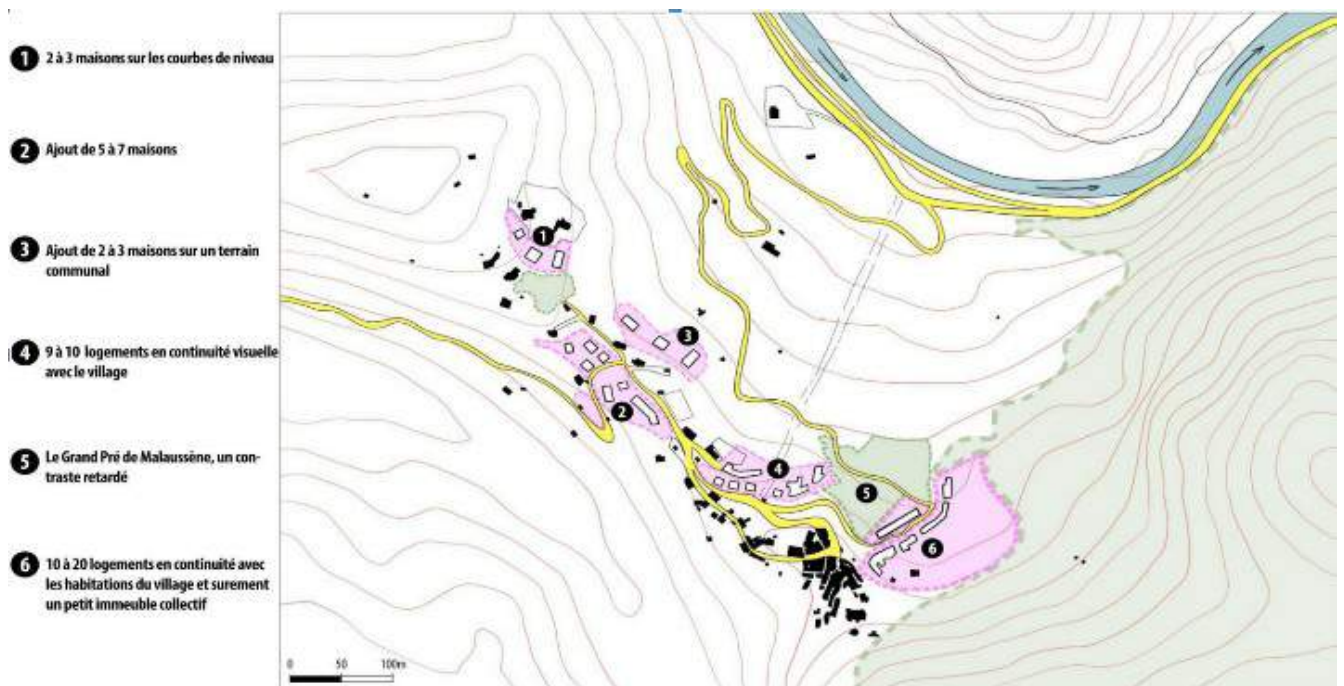 1 2 à 3 maisons sur les courbes de niveau
2 Ajout de 5 à 7 maisons
3 Ajout de 2 à 3 maisons sur un terrain
communal
4 9 à 10 logements en continuité visuelle
avec le village
5 Le Grand Pré de Malaussène, un con-
traste retardé
6 10 à 20 logements en continuité avec
les habitations du village et surement
un petit immeuble collectif
1
3
2
4
5
6
0 50 100m